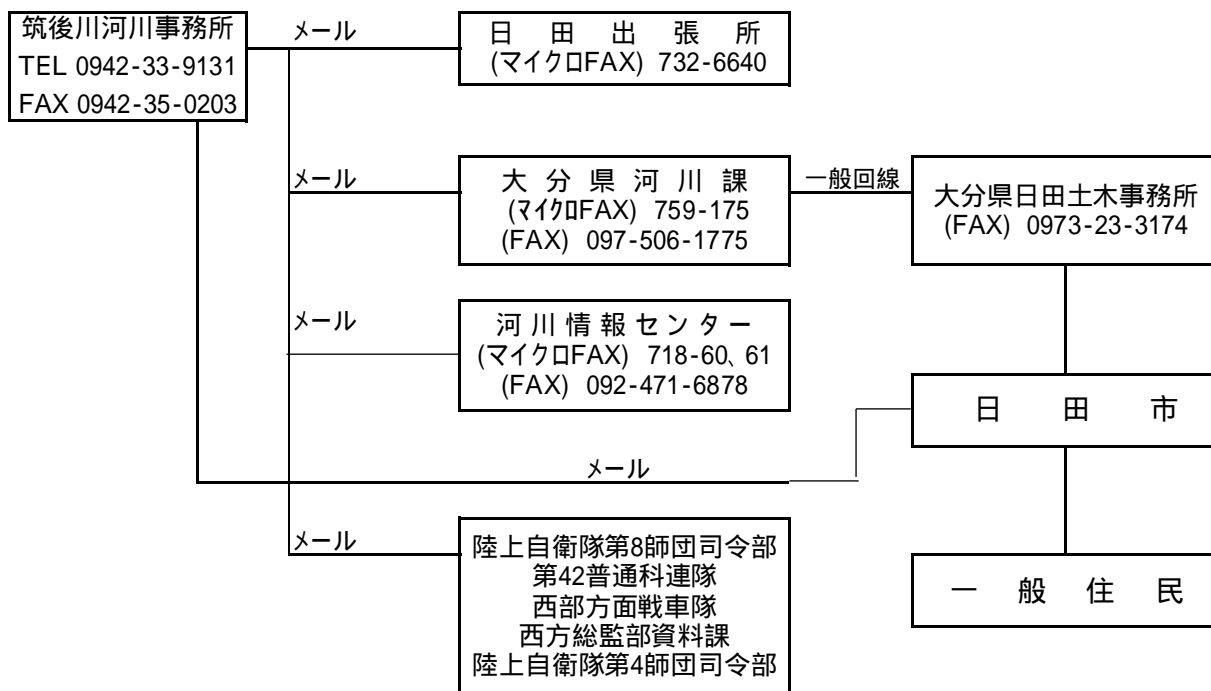 筑後川河川事務所
TEL 0942-33-9131
FAX 0942-35-0203
メール
日田出張所
(マイクロFAX) 732-6640
メール
大分県河川課
(マイクロFAX) 759-175
(FAX) 097-506-1775
一般回線
大分県日田土木事務所
(FAX) 0973-23-3174
メール
河川情報センター
(マイクロFAX) 718-60、61
(FAX) 092-471-6878
日田市
メール
メール
陸上自衛隊第8師団司令部
第42普通科連隊
西部方面戦車隊
西方総監部資料課
陸上自衛隊第4師団司令部
一般住民